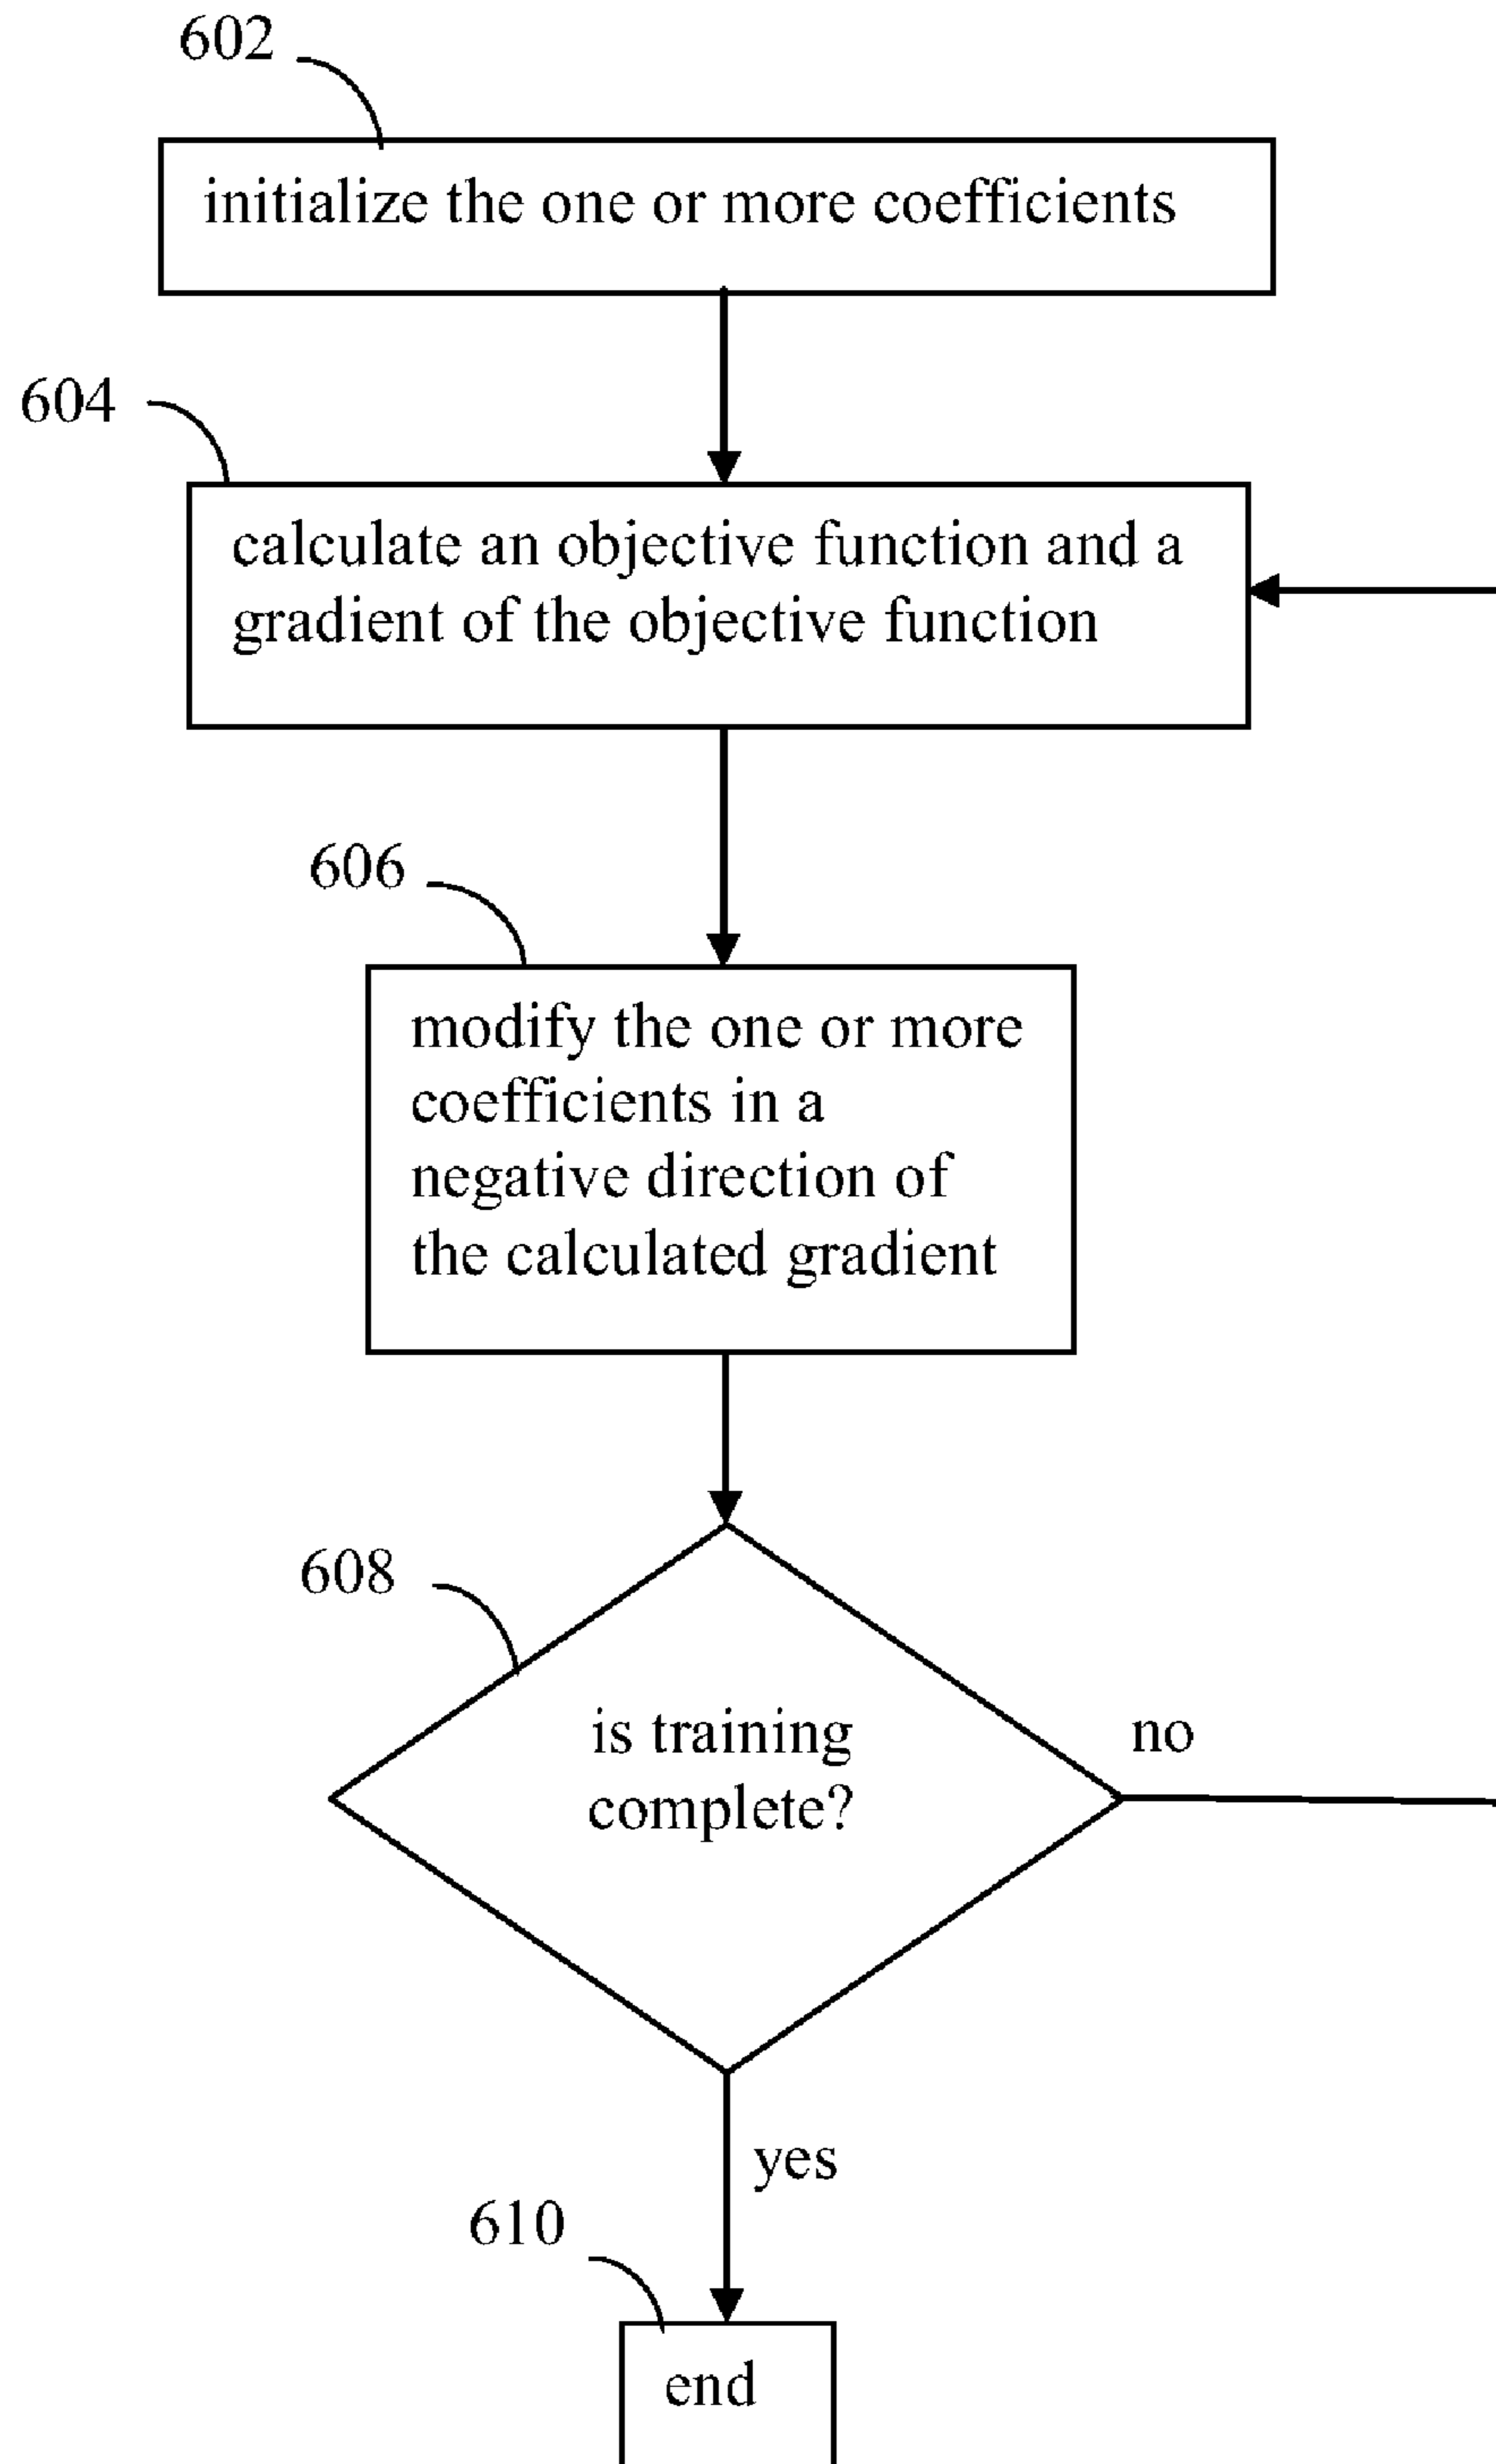 602
initialize the one or more coefficients
604
calculate an objective function and a
gradient of the objective function
606
modify the one or more
coefficients in a
negative direction of
the calculated gradient
608
is training
complete?
no
yes
610
end